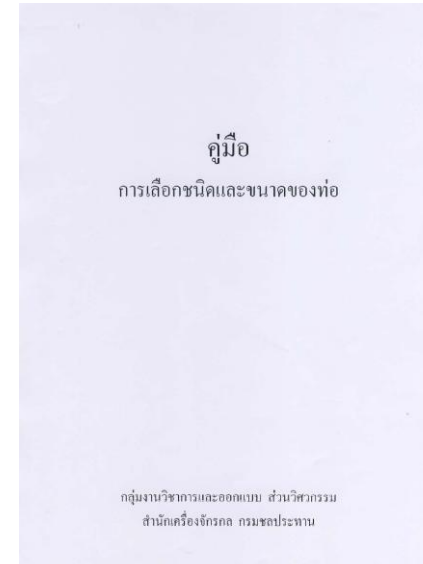 คู่มือ
การเลือกชนิดและขนาดของท่อ
กลุ่มงานวิชาการและออกแบบ ส่วนวิศวกรรม
สำนักเครื่องจักรกล กรมชลประทาน